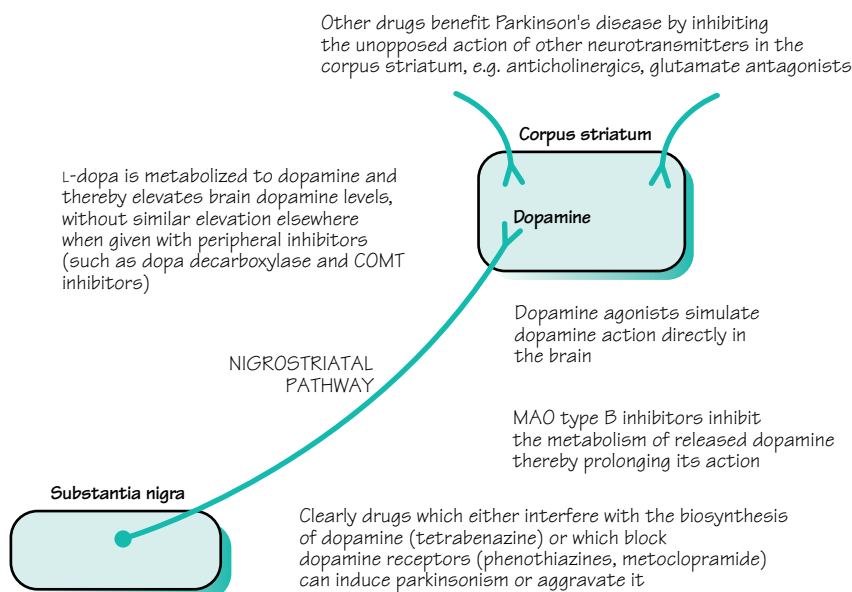 Other drugs benefit Parkinson's disease by inhibiting
the unopposed action of other neurotransmitters in the
corpus striatum, e.g. anticholinergics, glutamate antagonists
Corpus striatum
L-dopa is metabolized to dopamine and
thereby elevates brain dopamine levels,
without similar elevation elsewhere
when given with peripheral inhibitors
(such as dopa decarboxylase and COMT
inhibitors)
Dopamine
Dopamine agonists simulate
dopamine action directly in
the brain
NIGROSTRIATAL
PATHWAY
MAO type B inhibitors inhibit
the metabolism of released dopamine
thereby prolonging its action
Substantia nigra
Clearly drugs which either interfere with the biosynthesis
of dopamine (tetrabenazine) or which block
dopamine receptors (phenothiazines, metoclopramide)
can induce parkinsonism or aggravate it